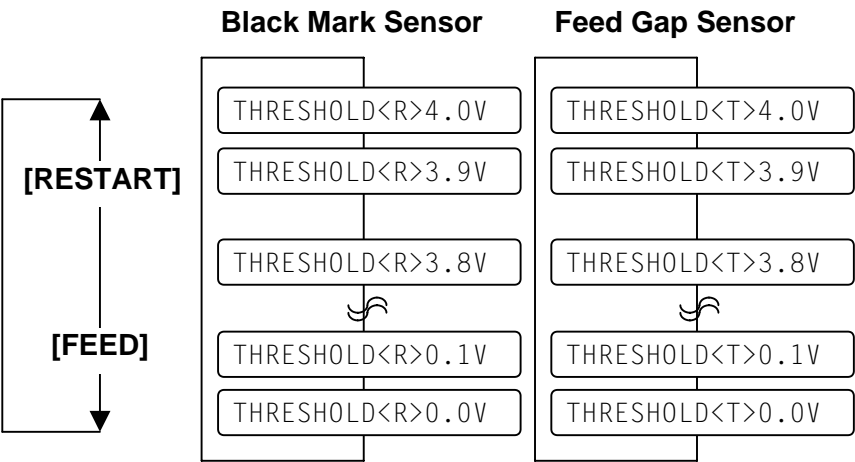 Black Mark Sensor Feed Gap Sensor
THRESHOLD<R>4.0V THRESHOLD<T>4.0V
[RESTART] THRESHOLD<R>3.9V THRESHOLD<T>3.9V
THRESHOLD<R>3.8V THRESHOLD<T>3.8V
[FEED] THRESHOLD<R>0.1V THRESHOLD<T>0.1V
THRESHOLD<R>0.0V THRESHOLD<T>0.0V